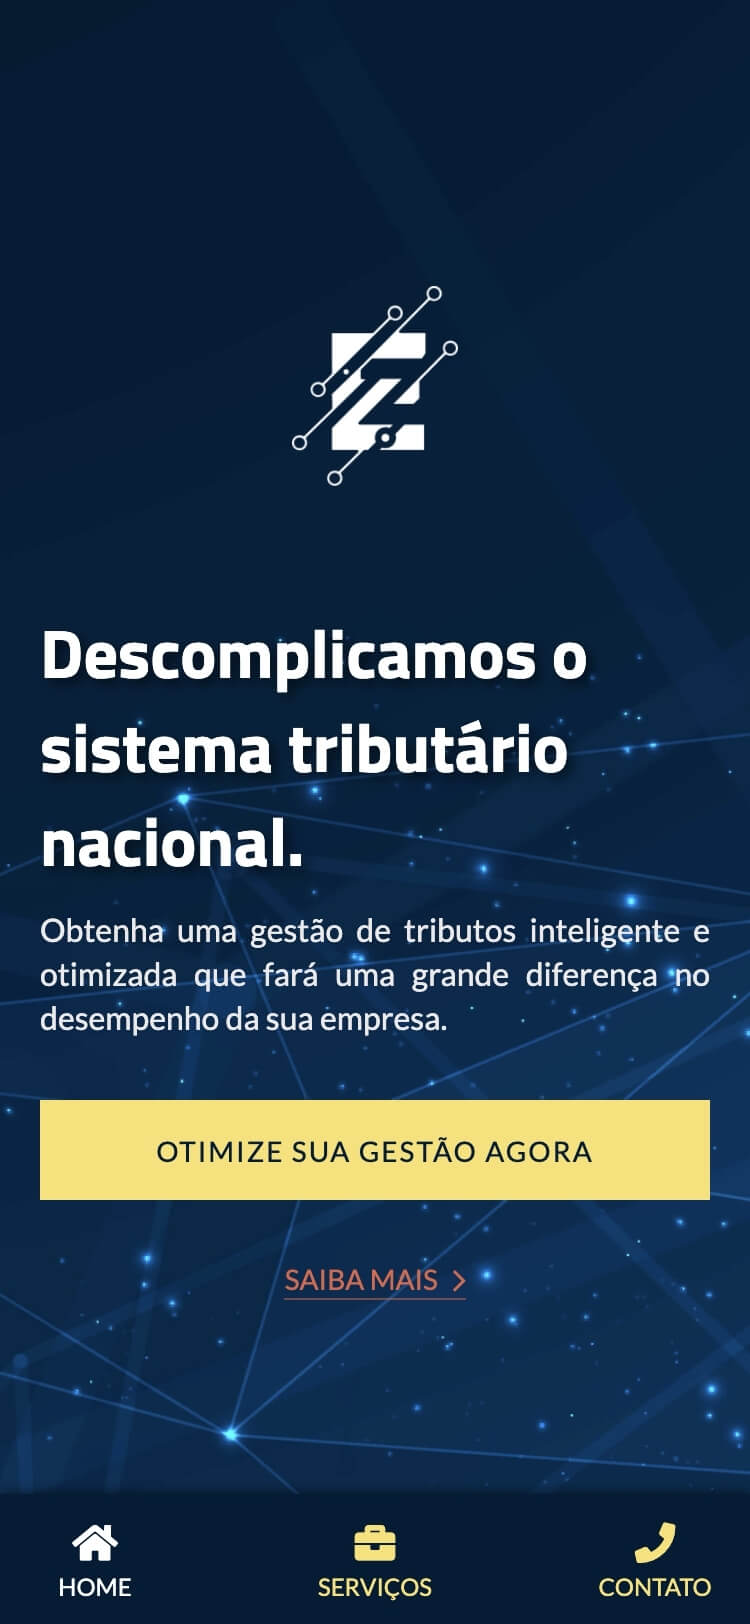 Descomplicamos o
sistema tributário
nacional.
Obtenha uma gestão de tributos inteligente e
otimizada que fará uma grande diferença no
desempenho da sua empresa.
OTIMIZE SUA GESTÃO AGORA
SAIBA MAIS
HOME SERVIÇOS CONTATO